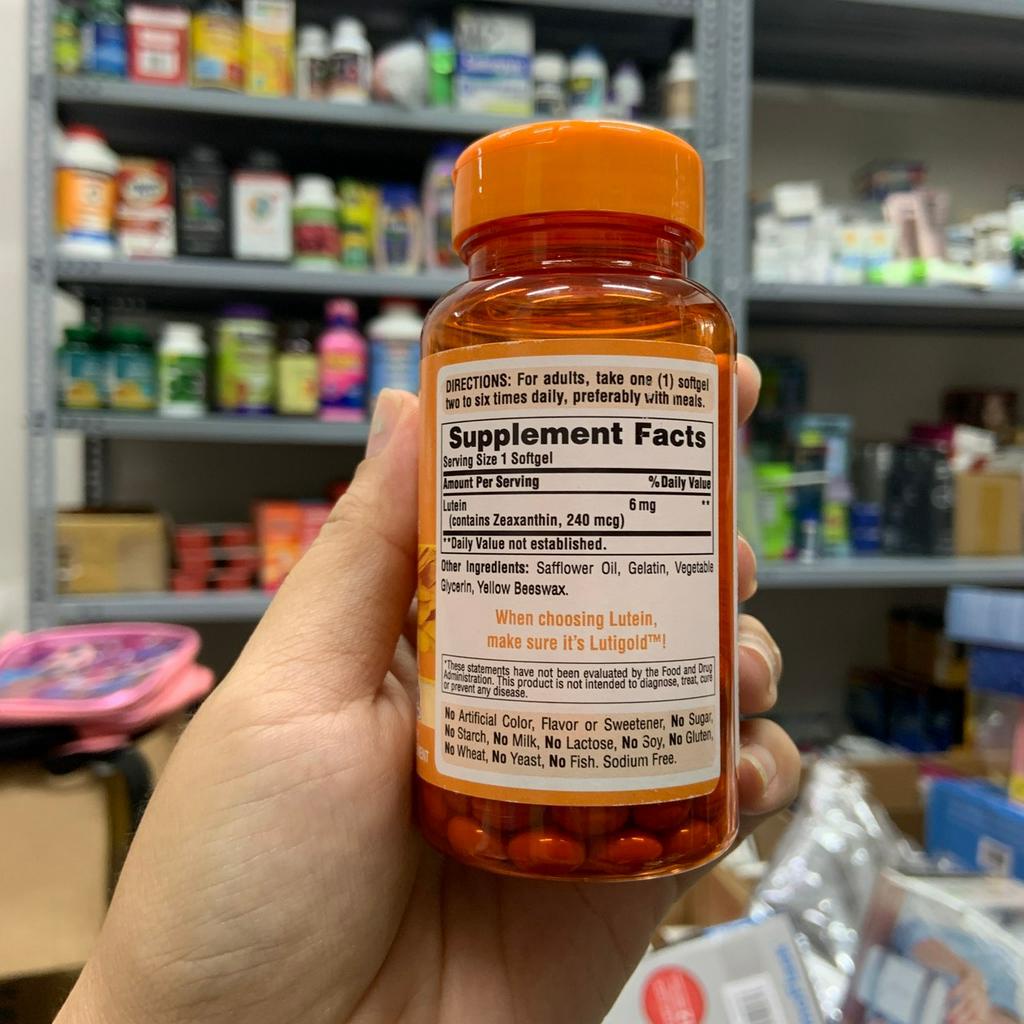 DIRECTIONS: For adults, take one (1) softgel
two to six times daily, preferably with meals.
Supplement Facts
Serving Size 1 Softgel
Amount Per Serving %Daily Value
Lutein 6 mg **
(contains Zeaxanthin, 240 mcg)
**Daily Value not established.
Other Ingredients: Safflower Oil, Gelatin, Vegetable
Glycerin, Yellow Beeswax.
When choosing Lutein,
make sure it's Lutigold™!
*These statements have not been evaluated by the Food and Drug
Administration. This product is not intended to diagnose, treat, cure
or prevent any disease.
No Artificial Color, Flavor or Sweetener, No Sugar,
No Starch, No Milk, No Lactose, No Soy, No Gluten,
No Wheat, No Yeast, No Fish. Sodium Free.